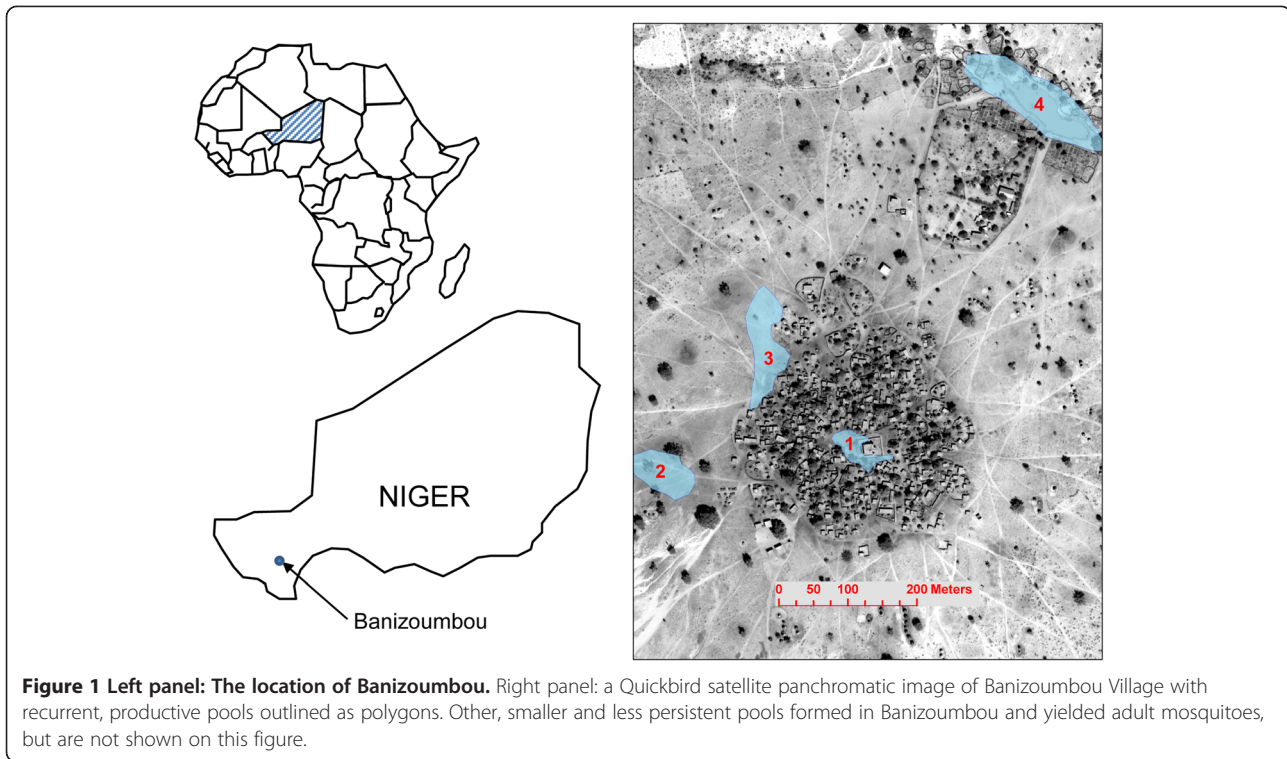 NIGER
Banizoumbou
4
3
1
2
0 50 100 200 Meters
Figure 1 Left panel: The location of Banizoumbou. Right panel: a Quickbird satellite panchromatic image of Banizoumbou Village with
recurrent, productive pools outlined as polygons. Other, smaller and less persistent pools formed in Banizoumbou and yielded adult mosquitoes,
but are not shown on this figure.